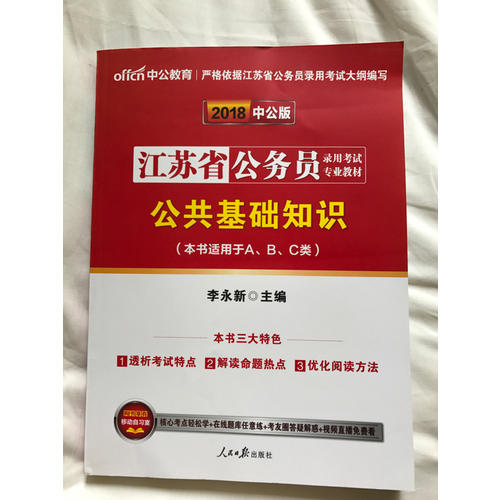 offcn 中公教育 | 严格依据江苏省公务员录用考试大纲编写
2018 中公版
江苏省公务员 录用考试
专业教材
公共基础知识
(本书适用于A、B、C类)
李永新◎主编
本书三大特色
1 透析考试特点 2 解读命题热点 3 优化阅读方法
移动自习室
核心考点轻松学+在线题库任意练+考友圈答疑解惑+视频直播免费看
人民日报出版社